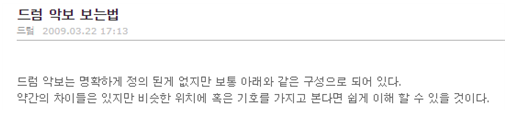 드럼 악보 보는법
드럼 2009.03.22 17:13
드럼 악보는 명확하게 정의 된게 없지만 보통 아래와 같은 구성으로 되어 있다.
약간의 차이들은 있지만 비슷한 위치에 혹은 기호를 가지고 본다면 쉽게 이해 할 수 있을 것이다.